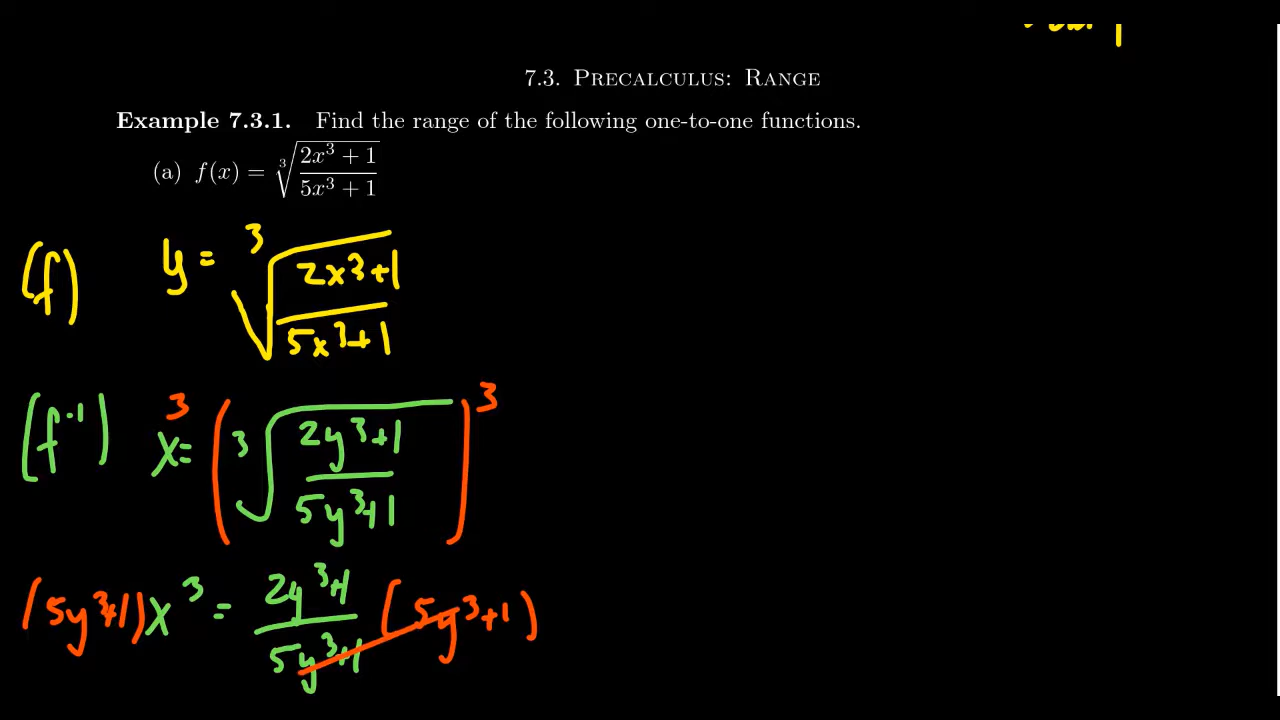 7.3. Precalculus: Range
Example 7.3.1. Find the range of the following one-to-one functions.
(a) f(x) = ∛((2x³ + 1)/(5x³ + 1))
(f) y = ∛((2x³+1)/(5x³+1))
(f⁻¹) x³ = (∛((2y³+1)/(5y³+1)))³
(5y³+1)x³ = (2y³+1)/(5y³+1) (5y³+1)